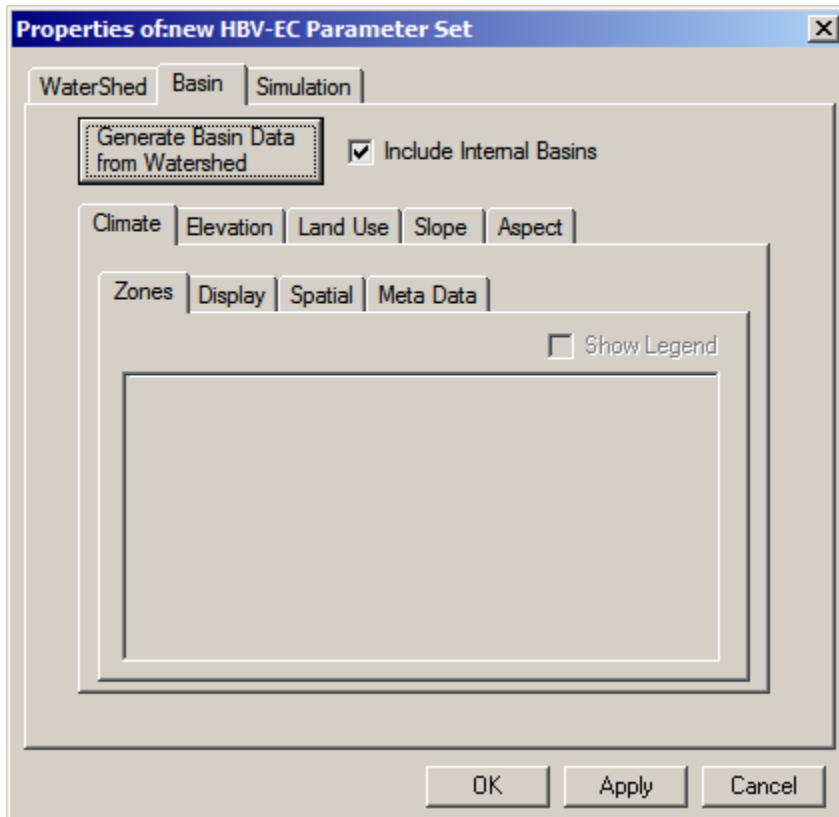 Properties of:new HBV-EC Parameter Set
WaterShed Basin Simulation
Generate Basin Data
from Watershed
Include Internal Basins
Climate Elevation Land Use Slope Aspect
Zones Display Spatial Meta Data
Show Legend
OK Apply Cancel